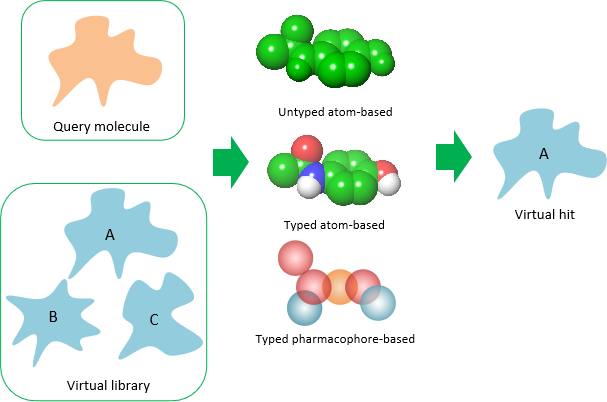 Query molecule
A
B
C
Virtual library
Untyped atom-based
Typed atom-based
Typed pharmacophore-based
A
Virtual hit